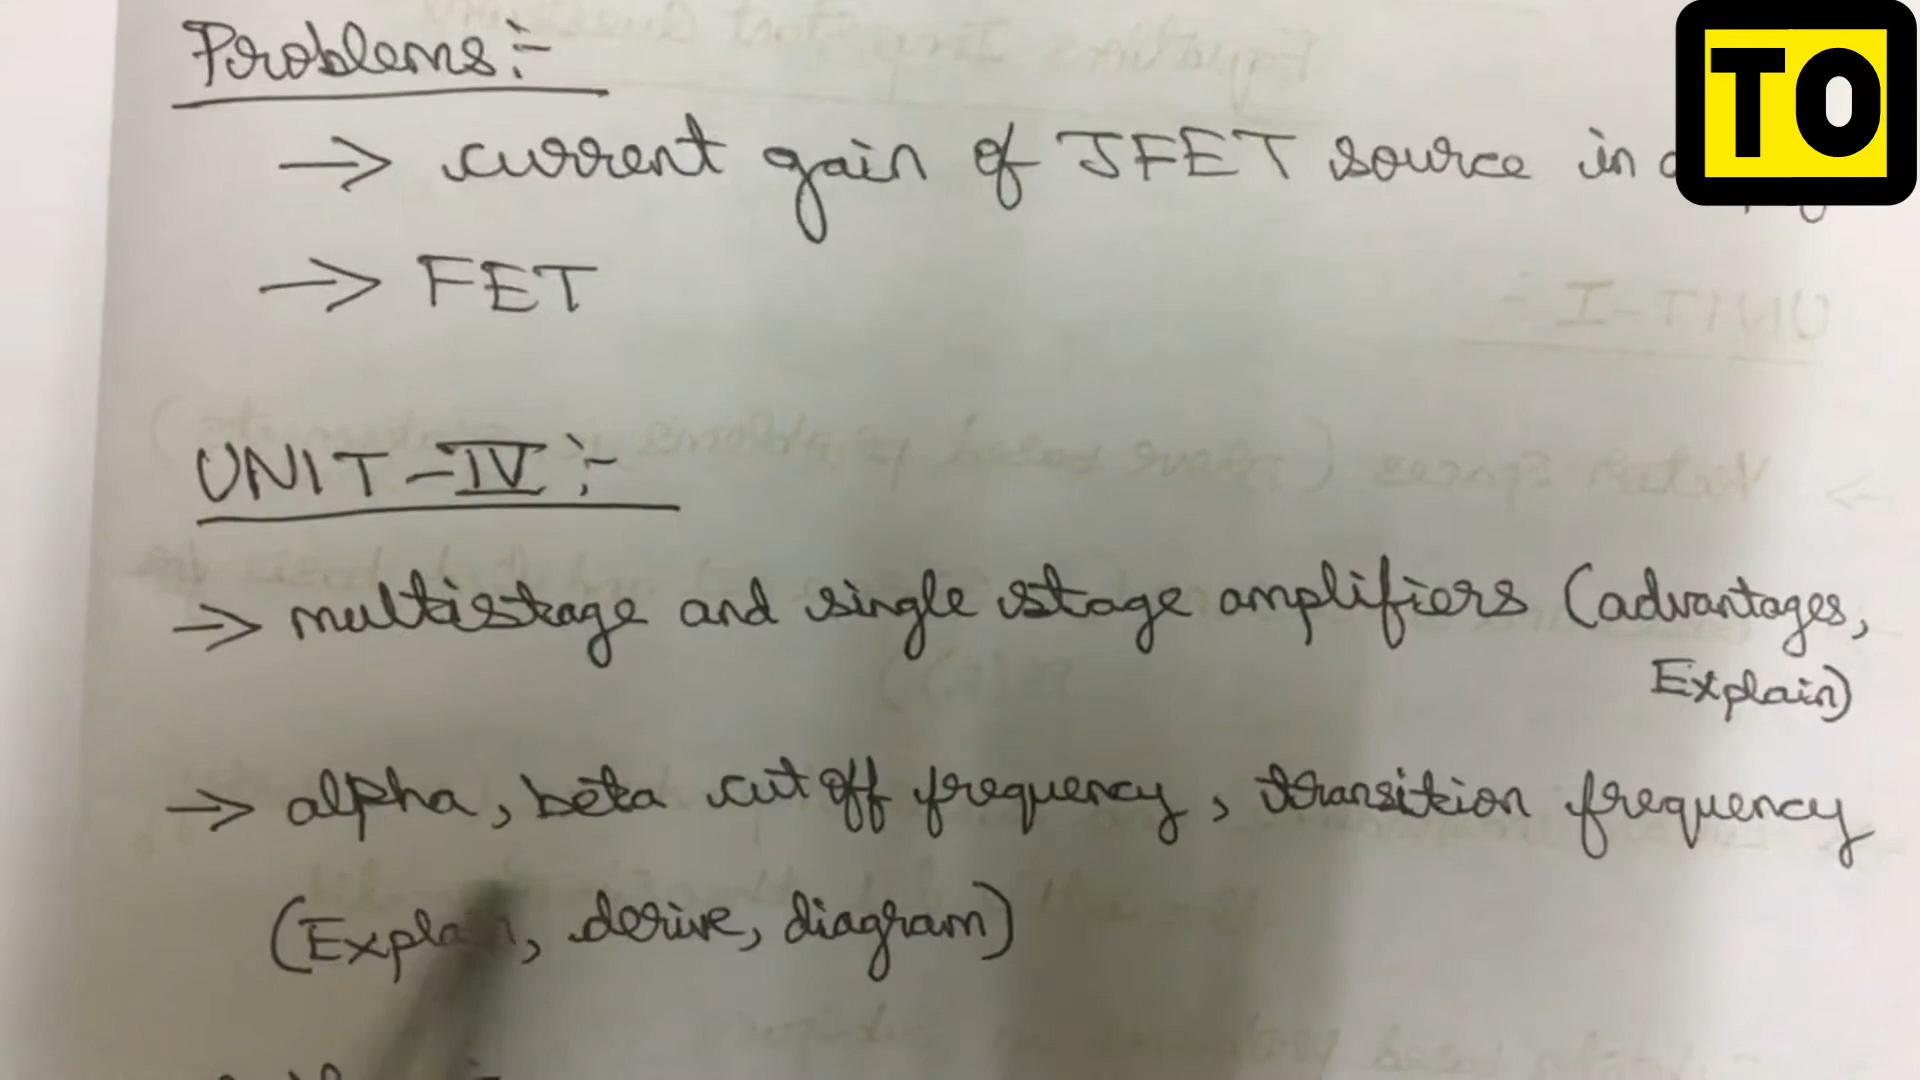 Problems:-
→ current gain of JFET source in
TO
→ FET
UNIT-IV:-
→ multistage and single stage amplifiers (advantages,
Explain)
→ alpha, beta cut off frequency, transition frequency
(Explain, derive, diagram)